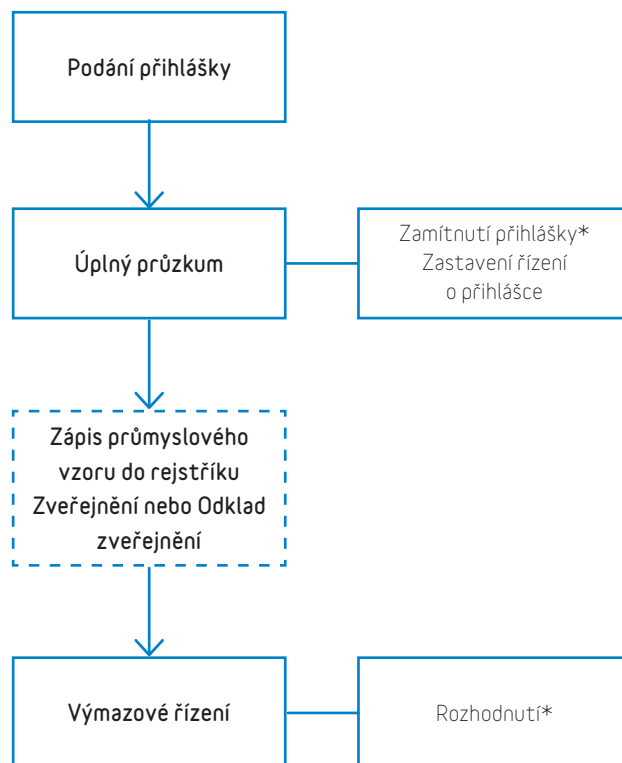 Podání přihlášky
Úplný průzkum
Zamítnutí přihlášky*
Zastavení řízení
o přihlášce
Zápis průmyslového
vzoru do rejstříku
Zveřejnění nebo Odklad
zveřejnění
Výmazové řízení
Rozhodnutí*